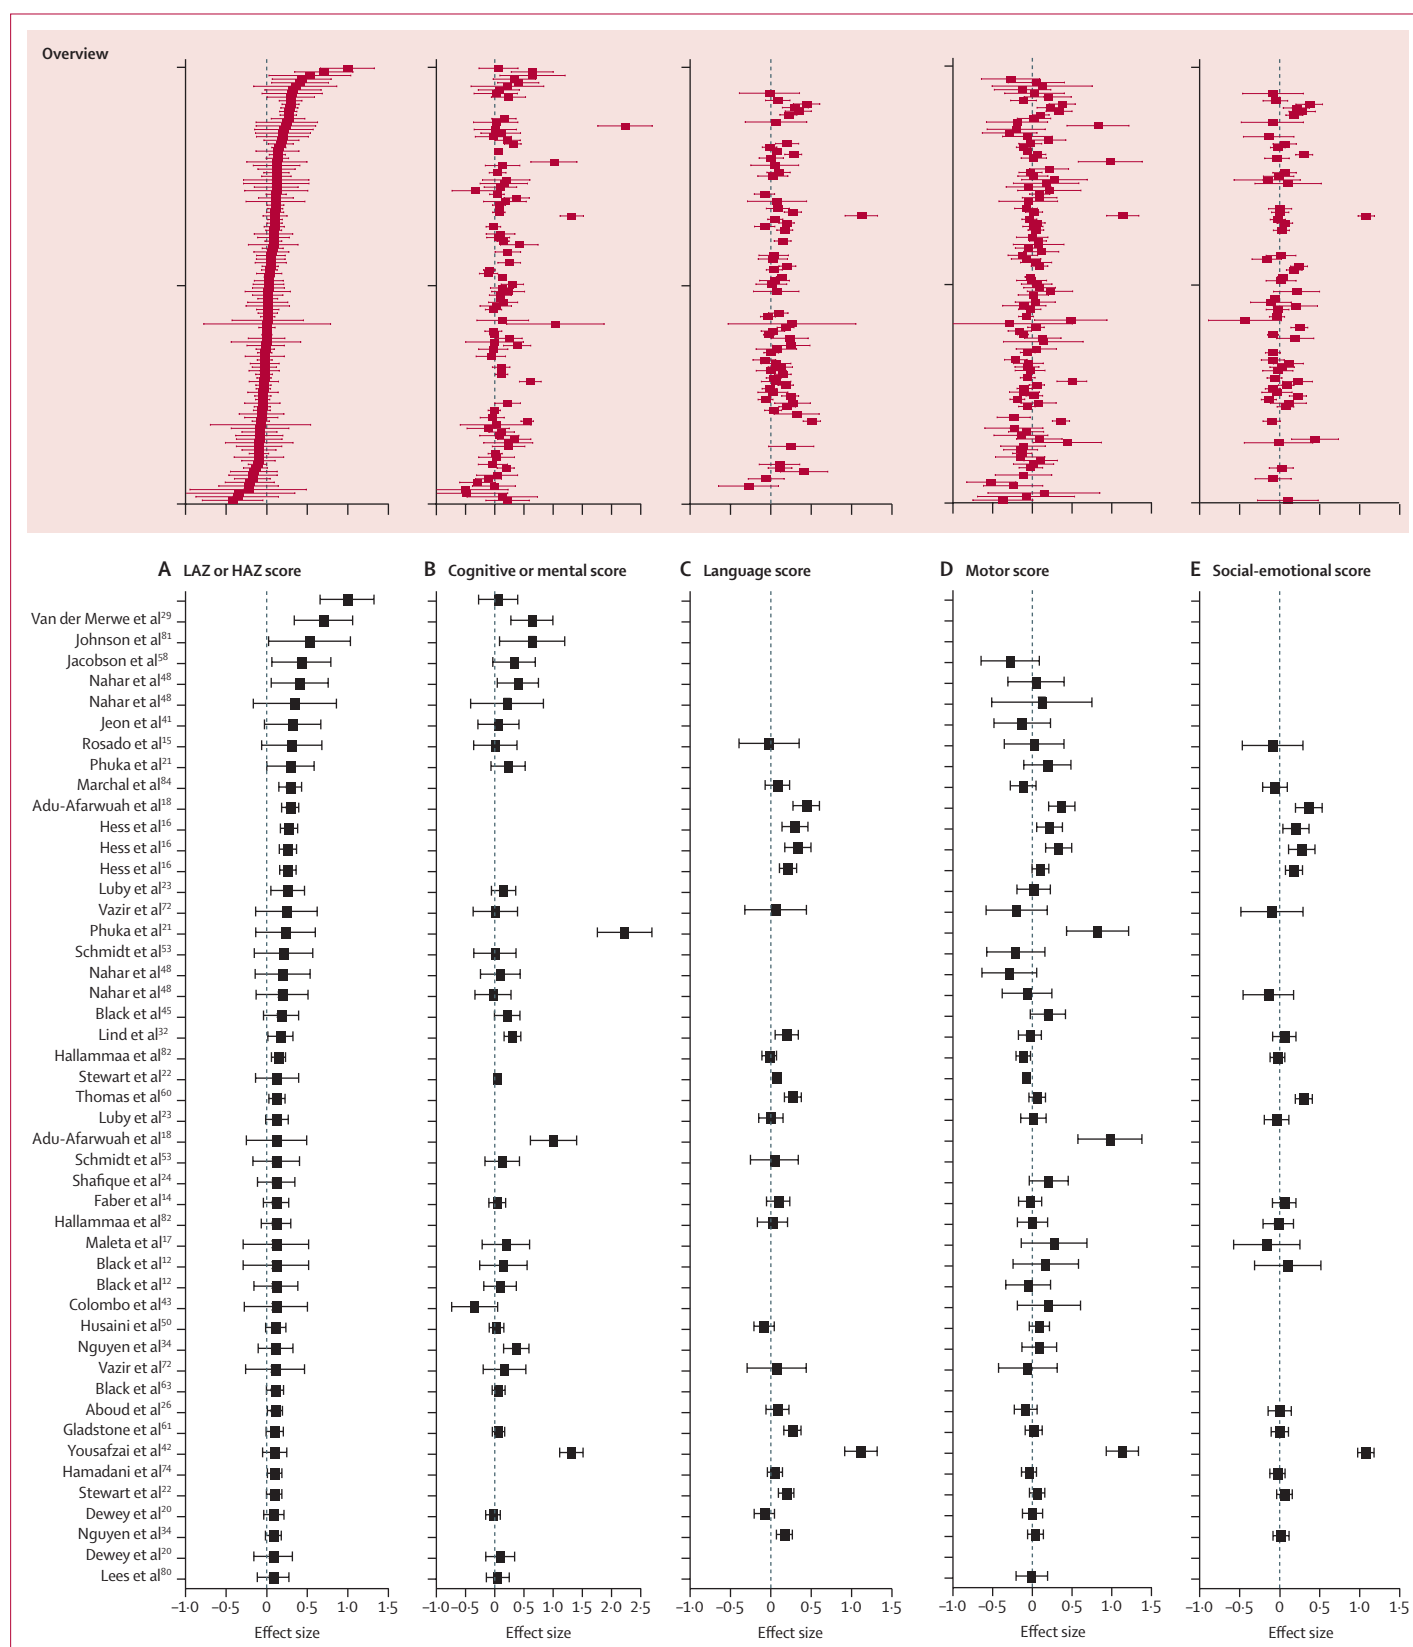 Overview
A LAZ or HAZ score
B Cognitive or mental score
C Language score
D Motor score
E Social-emotional score
Van der Merwe et al29
Johnson et al81
Jacobson et al58
Nahar et al48
Nahar et al48
Jeon et al41
Rosado et al15
Phuka et al21
Marchal et al84
Adu-Afarwuah et al18
Hess et al16
Hess et al16
Hess et al16
Luby et al23
Vazir et al72
Phuka et al21
Schmidt et al53
Nahar et al48
Nahar et al48
Black et al45
Lind et al32
Hallammaa et al82
Stewart et al22
Thomas et al60
Luby et al23
Adu-Afarwuah et al18
Schmidt et al53
Shafique et al24
Faber et al14
Hallammaa et al82
Maleta et al17
Black et al12
Black et al12
Colombo et al43
Husaini et al50
Nguyen et al34
Vazir et al72
Black et al63
Aboud et al26
Gladstone et al61
Yousafzai et al42
Hamadani et al74
Stewart et al22
Dewey et al20
Nguyen et al34
Dewey et al20
Lees et al80
–1·0 –0·5 0 0·5 1·0 1·5
Effect size
–1·0 –0·5 0 0·5 1·0 1·5 2·0 2·5
Effect size
–1·0 –0·5 0 0·5 1·0 1·5
Effect size
–1·0 –0·5 0 0·5 1·0 1·5
Effect size
–1·0 –0·5 0 0·5 1·0 1·5
Effect size